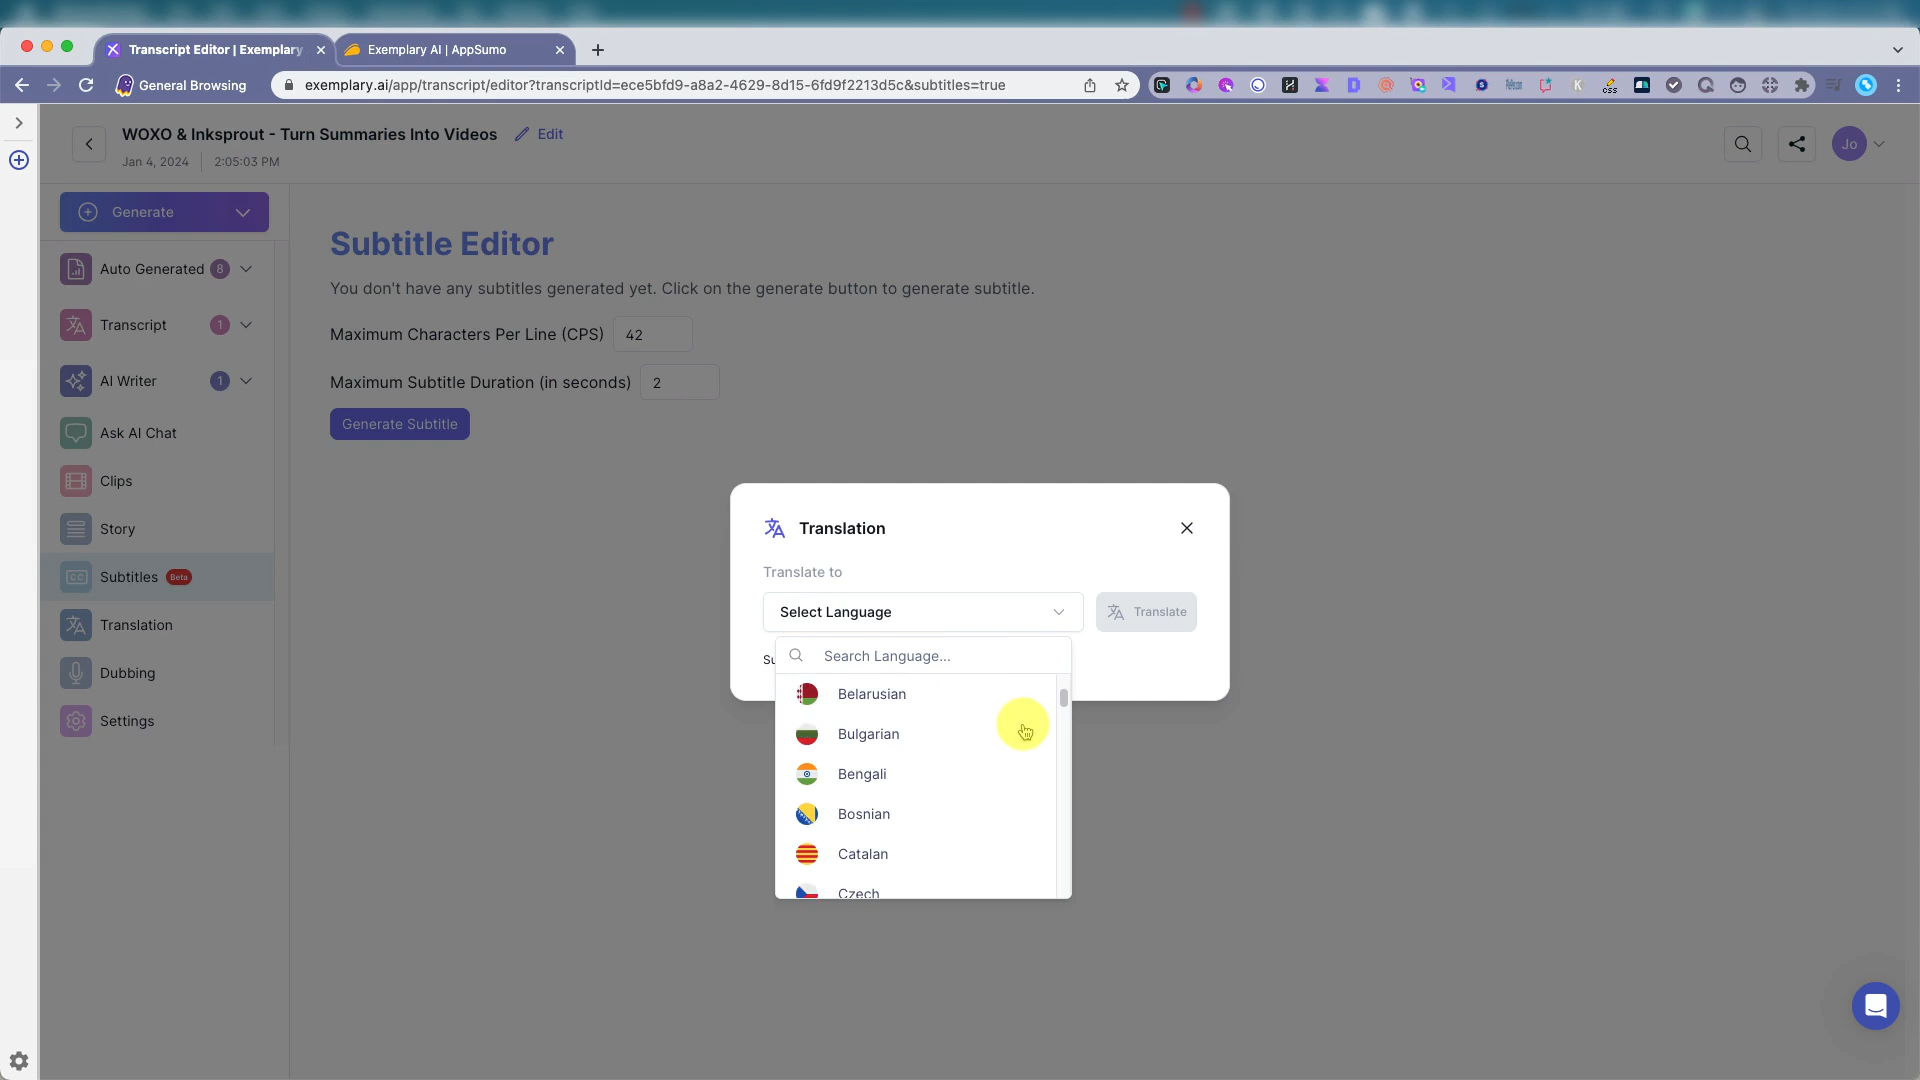 Transcript Editor | Exemplary
Exemplary AI | AppSumo
General Browsing
exemplary.ai/app/transcript/editor?transcriptId=ece5bfd9-a8a2-4629-8d15-6fd9f2213d5c&subtitles=true
WOXO & Inksprout - Turn Summaries Into Videos
Edit
Jan 4, 2024
2:05:03 PM
Jo
Generate
Auto Generated 8
Transcript 1
AI Writer 1
Ask AI Chat
Clips
Story
CC Subtitles Beta
Translation
Dubbing
Settings
Subtitle Editor
You don't have any subtitles generated yet. Click on the generate button to generate subtitle.
Maximum Characters Per Line (CPS) 42
Maximum Subtitle Duration (in seconds) 2
Generate Subtitle
Translation
Translate to
Select Language
Translate
Search Language...
Belarusian
Bulgarian
Bengali
Bosnian
Catalan
Czech